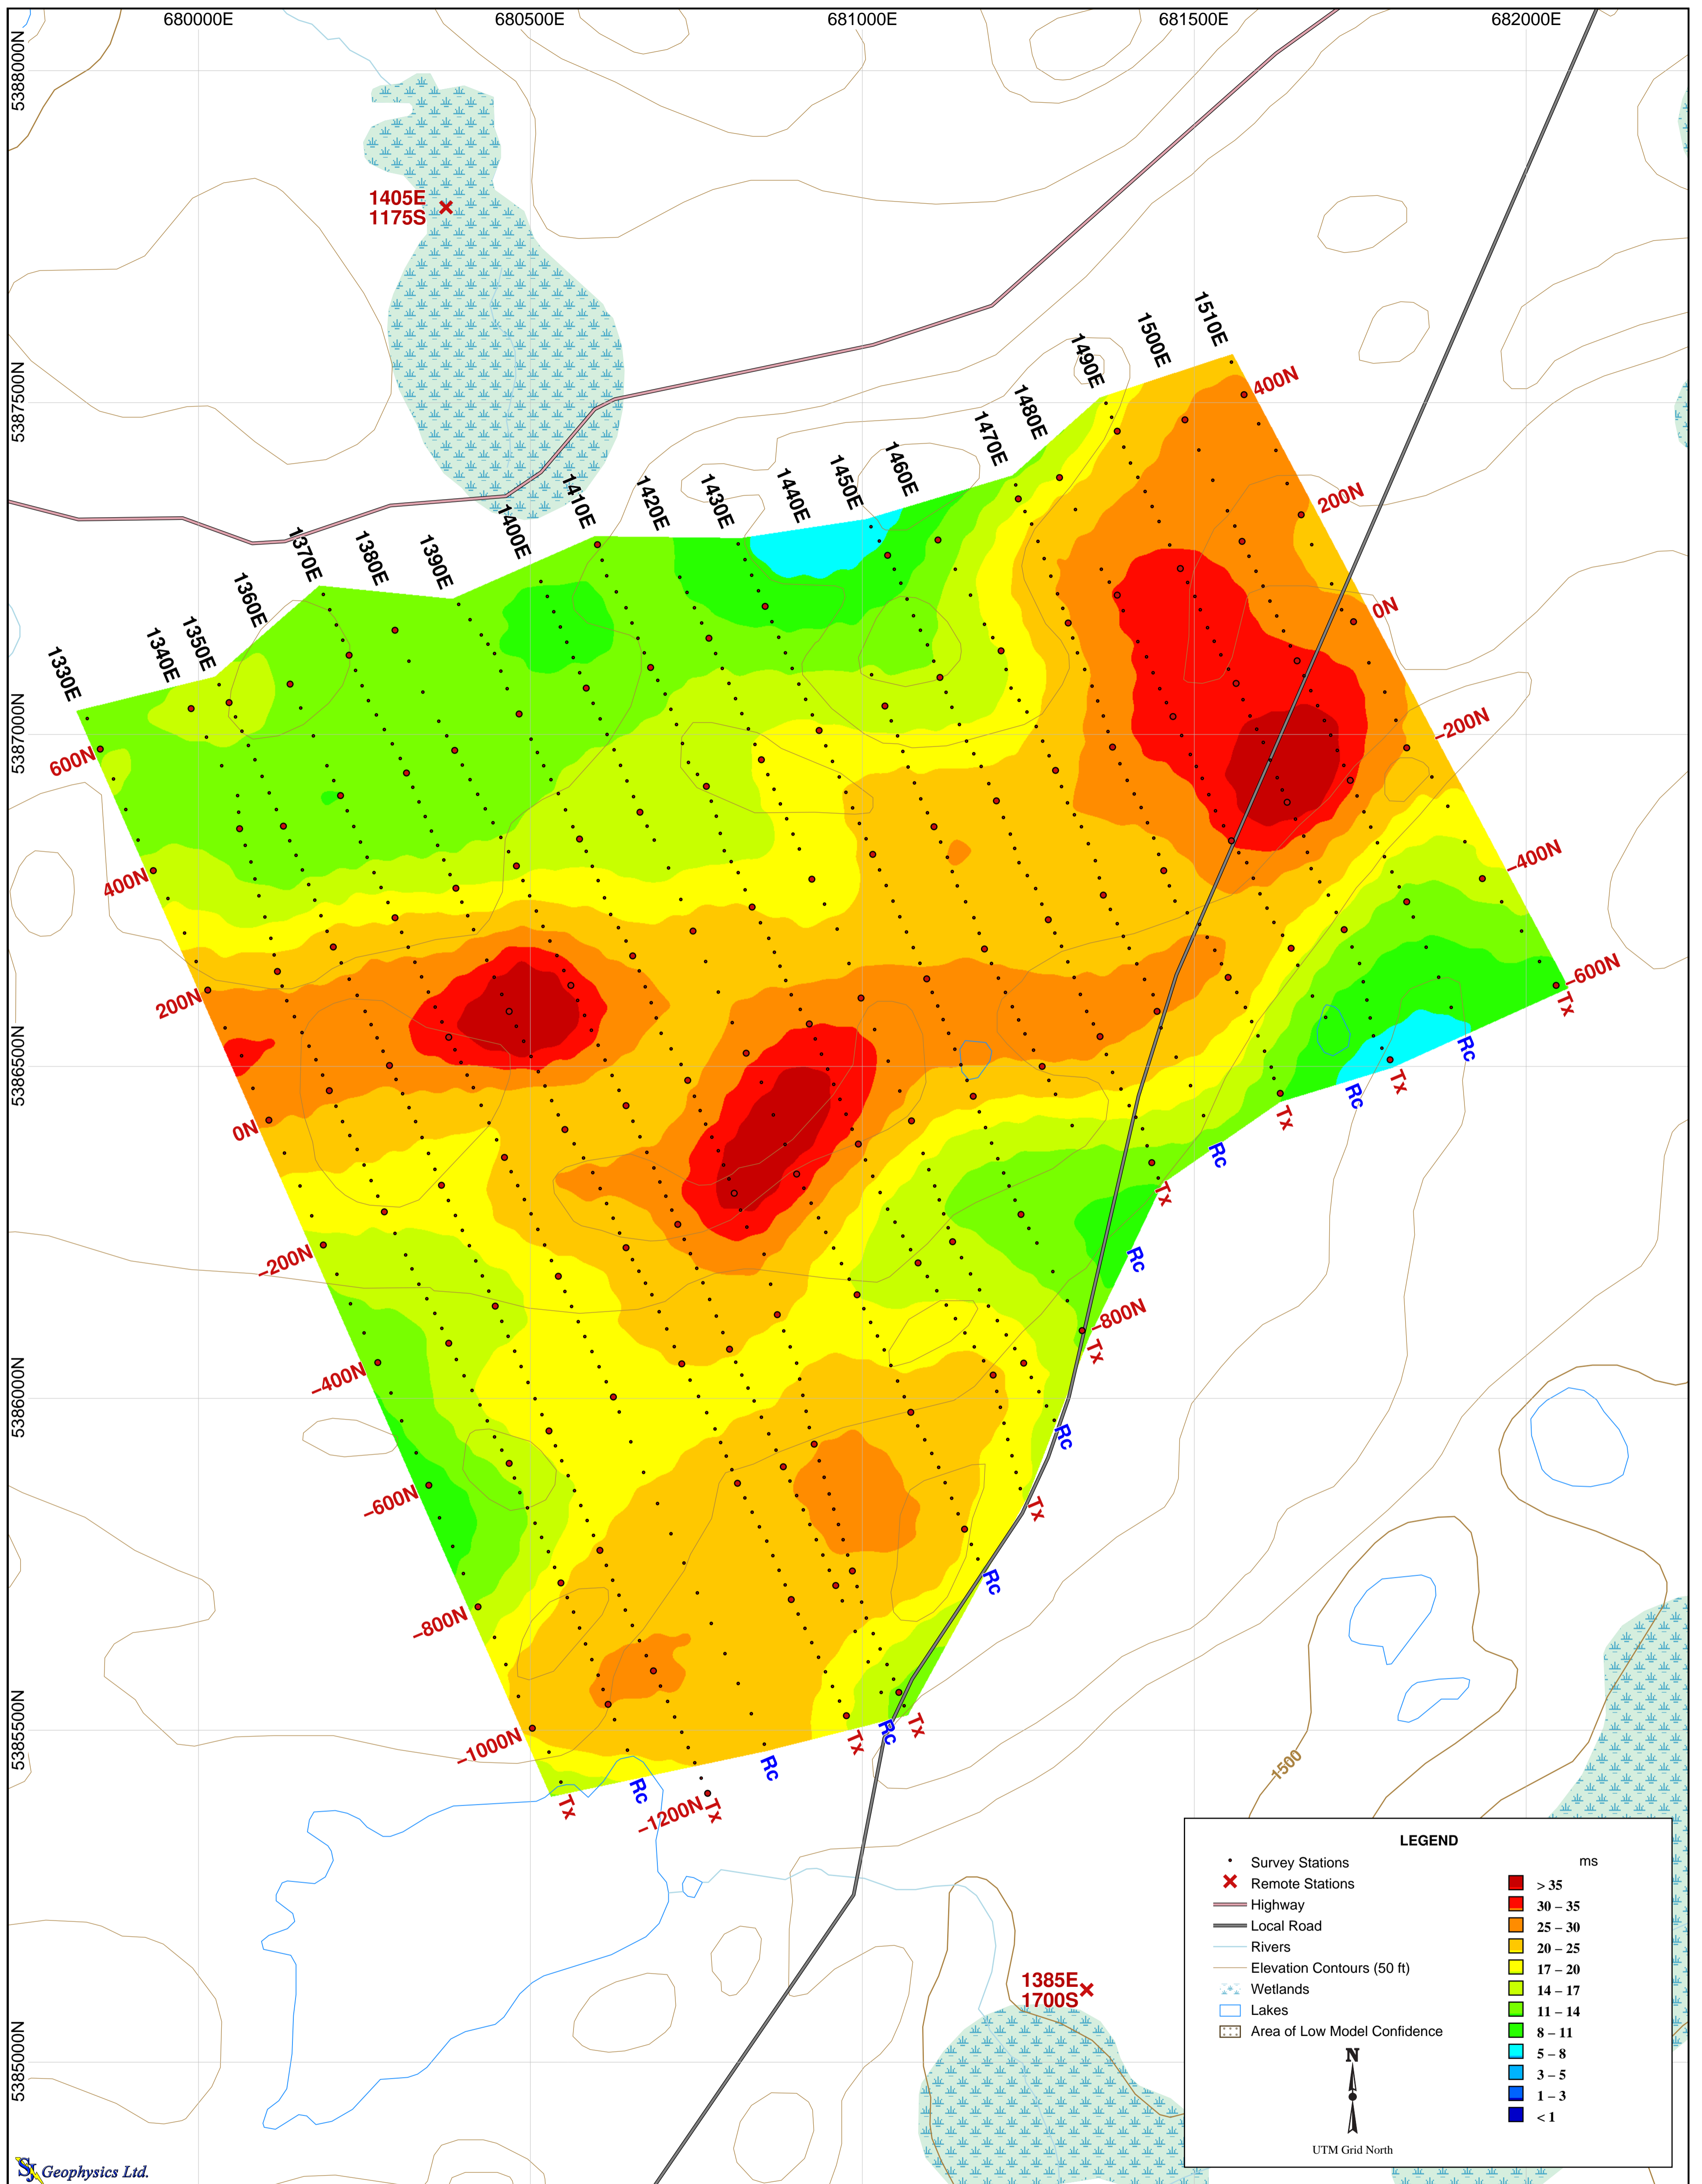 680000E 680500E 681000E 681500E 682000E
5388000N
5387500N
5387000N
5386500N
5386000N
5385500N
5385000N
1405E
1175S
1330E
1340E
1350E
1360E
1370E
1380E
1390E
1400E
1410E
1420E
1430E
1440E
1450E
1460E
1470E
1480E
1490E
1500E
1510E
400N
200N
0N
–200N
–400N
–600N
600N
400N
200N
0N
–200N
–400N
–600N
–800N
–1000N
–1200N
–800N
Tx
Rc
Tx
Rc
Tx
Rc
Tx
Rc
Tx
Rc
Tx
Rc
Tx
Rc
Tx
Rc
Tx
Rc
Tx
1500
1385E
1700S
LEGEND
ms
Survey Stations
Remote Stations
Highway
Local Road
Rivers
Elevation Contours (50 ft)
Wetlands
Lakes
Area of Low Model Confidence
> 35
30 – 35
25 – 30
20 – 25
17 – 20
14 – 17
11 – 14
8 – 11
5 – 8
3 – 5
1 – 3
< 1
N
UTM Grid North
SJ Geophysics Ltd.